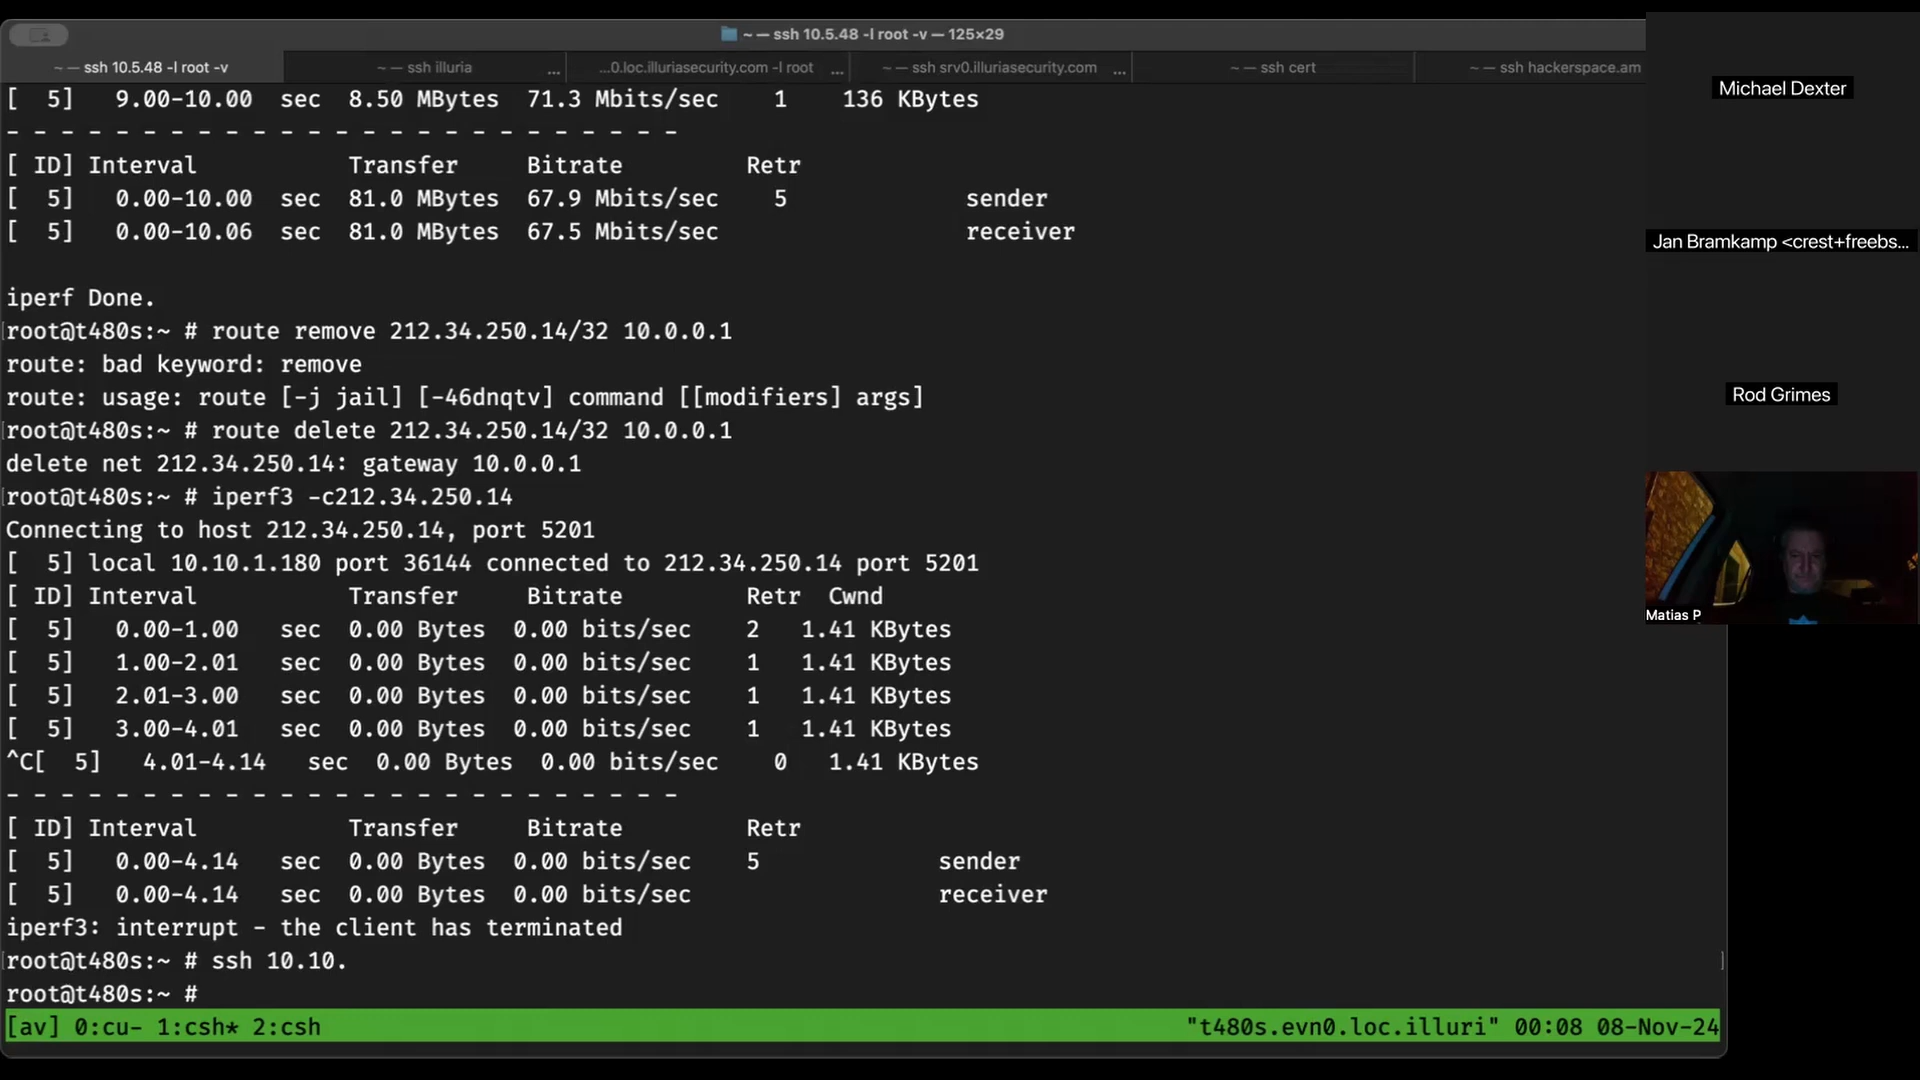 ~ — ssh 10.5.48 -l root -v — 125×29
~ — ssh 10.5.48 -l root -v
~ — ssh illuria ...
...0.loc.illuriasecurity.com -l root ...
~ — ssh srv0.illuriasecurity.com ...
~ — ssh cert
~ — ssh hackerspace.am
[  5]   9.00-10.00  sec  8.50 MBytes  71.3 Mbits/sec    1    136 KBytes
- - - - - - - - - - - - - - - - - - - - - - - - -
[ ID] Interval           Transfer     Bitrate         Retr
[  5]   0.00-10.00  sec  81.0 MBytes  67.9 Mbits/sec    5             sender
[  5]   0.00-10.06  sec  81.0 MBytes  67.5 Mbits/sec                  receiver
iperf Done.
root@t480s:~ # route remove 212.34.250.14/32 10.0.0.1
route: bad keyword: remove
route: usage: route [-j jail] [-46dnqtv] command [[modifiers] args]
root@t480s:~ # route delete 212.34.250.14/32 10.0.0.1
delete net 212.34.250.14: gateway 10.0.0.1
root@t480s:~ # iperf3 -c212.34.250.14
Connecting to host 212.34.250.14, port 5201
[  5] local 10.10.1.180 port 36144 connected to 212.34.250.14 port 5201
[ ID] Interval           Transfer     Bitrate         Retr  Cwnd
[  5]   0.00-1.00   sec  0.00 Bytes  0.00 bits/sec    2   1.41 KBytes
[  5]   1.00-2.01   sec  0.00 Bytes  0.00 bits/sec    1   1.41 KBytes
[  5]   2.01-3.00   sec  0.00 Bytes  0.00 bits/sec    1   1.41 KBytes
[  5]   3.00-4.01   sec  0.00 Bytes  0.00 bits/sec    1   1.41 KBytes
^C[  5]   4.01-4.14   sec  0.00 Bytes  0.00 bits/sec    0   1.41 KBytes
- - - - - - - - - - - - - - - - - - - - - - - - -
[ ID] Interval           Transfer     Bitrate         Retr
[  5]   0.00-4.14   sec  0.00 Bytes  0.00 bits/sec    5             sender
[  5]   0.00-4.14   sec  0.00 Bytes  0.00 bits/sec                  receiver
iperf3: interrupt - the client has terminated
root@t480s:~ # ssh 10.10.
root@t480s:~ #
[av] 0:cu- 1:csh* 2:csh "t480s.evn0.loc.illuri" 00:08 08-Nov-24
Michael Dexter
Jan Bramkamp <crest+freebs...
Rod Grimes
Matias P